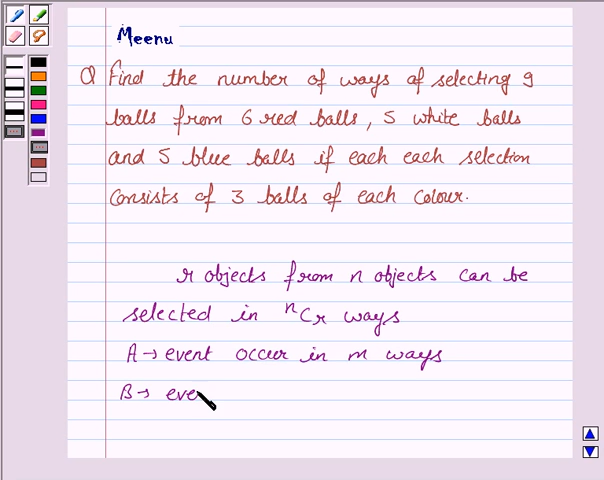 Meenu
Q Find the number of ways of selecting 9
balls from 6 red balls, 5 white balls
and 5 blue balls if each each selection
consists of 3 balls of each colour.
r objects from n objects can be
selected in ⁿCᵣ ways
A → event occur in m ways
B → eve